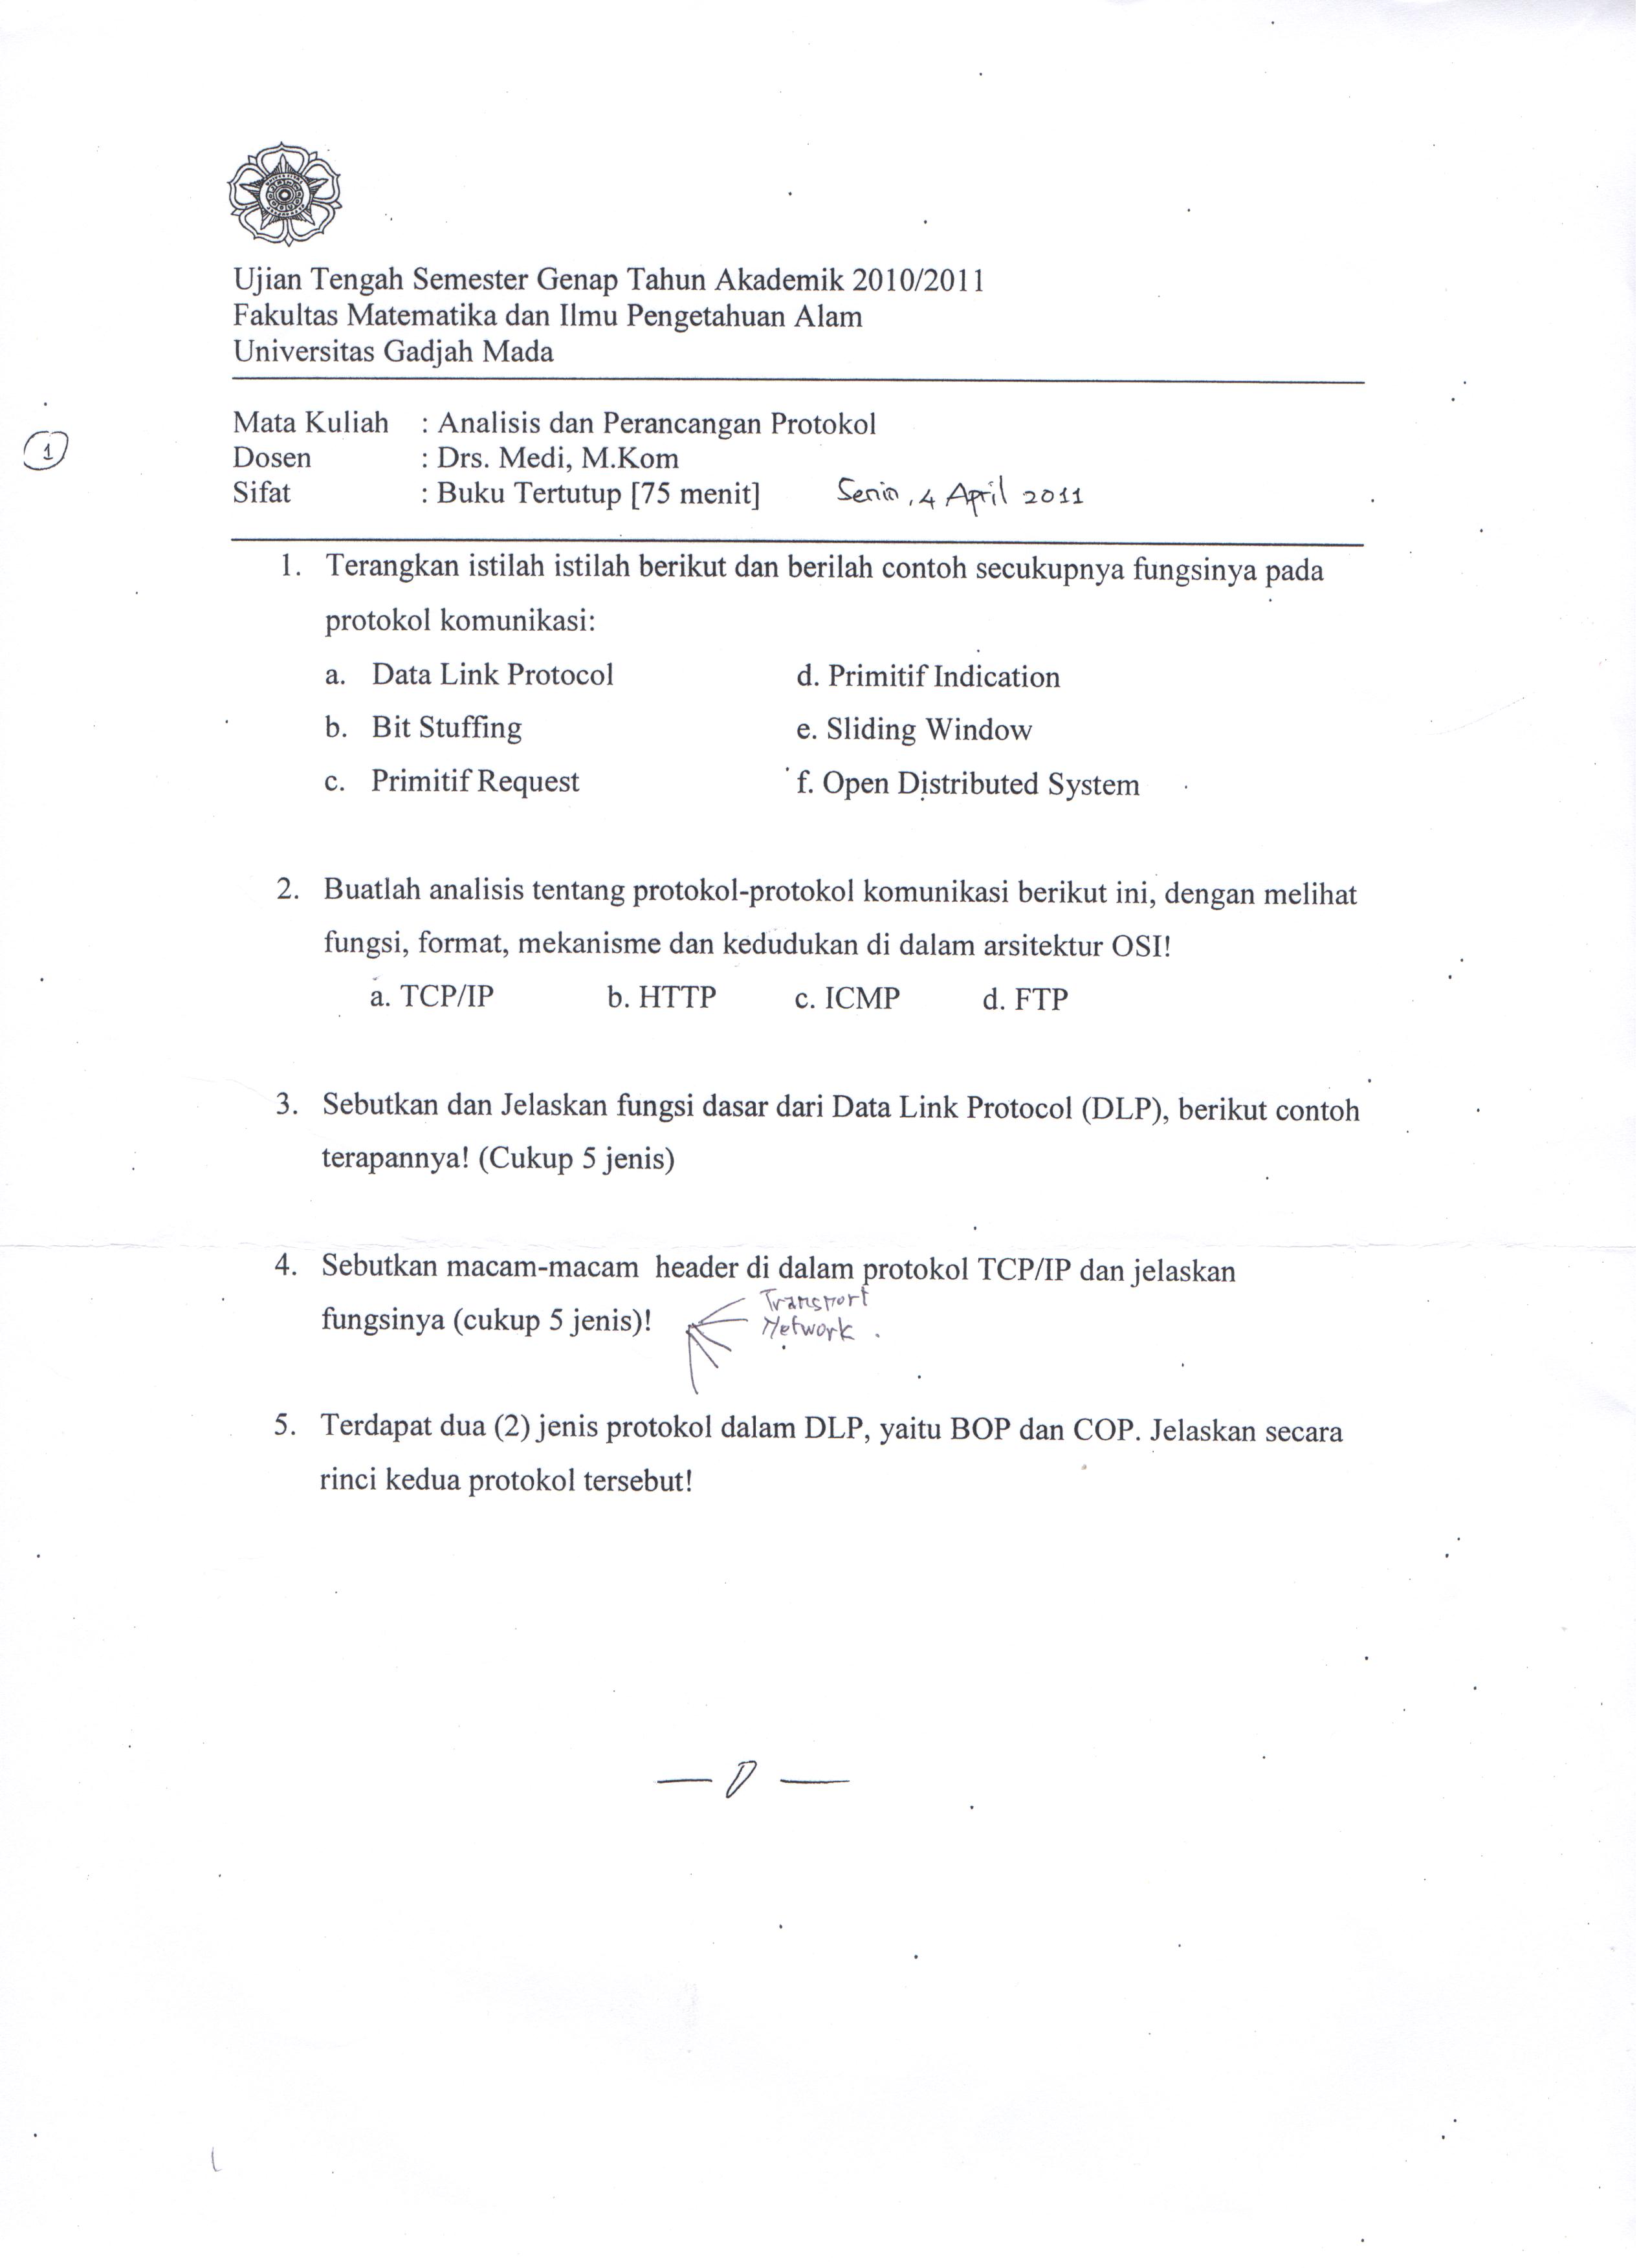 Ujian Tengah Semester Genap Tahun Akademik 2010/2011
Fakultas Matematika dan Ilmu Pengetahuan Alam
Universitas Gadjah Mada
Mata Kuliah : Analisis dan Perancangan Protokol
1
Dosen : Drs. Medi, M.Kom
Sifat : Buku Tertutup [75 menit] Senin, 4 April 2011
1. Terangkan istilah istilah berikut dan berilah contoh secukupnya fungsinya pada
protokol komunikasi:
a. Data Link Protocol d. Primitif Indication
b. Bit Stuffing e. Sliding Window
c. Primitif Request f. Open Distributed System
2. Buatlah analisis tentang protokol-protokol komunikasi berikut ini, dengan melihat
fungsi, format, mekanisme dan kedudukan di dalam arsitektur OSI!
a. TCP/IP b. HTTP c. ICMP d. FTP
3. Sebutkan dan Jelaskan fungsi dasar dari Data Link Protocol (DLP), berikut contoh
terapannya! (Cukup 5 jenis)
4. Sebutkan macam-macam header di dalam protokol TCP/IP dan jelaskan
fungsinya (cukup 5 jenis)!
Transport
Network
5. Terdapat dua (2) jenis protokol dalam DLP, yaitu BOP dan COP. Jelaskan secara
rinci kedua protokol tersebut!
— 0 —